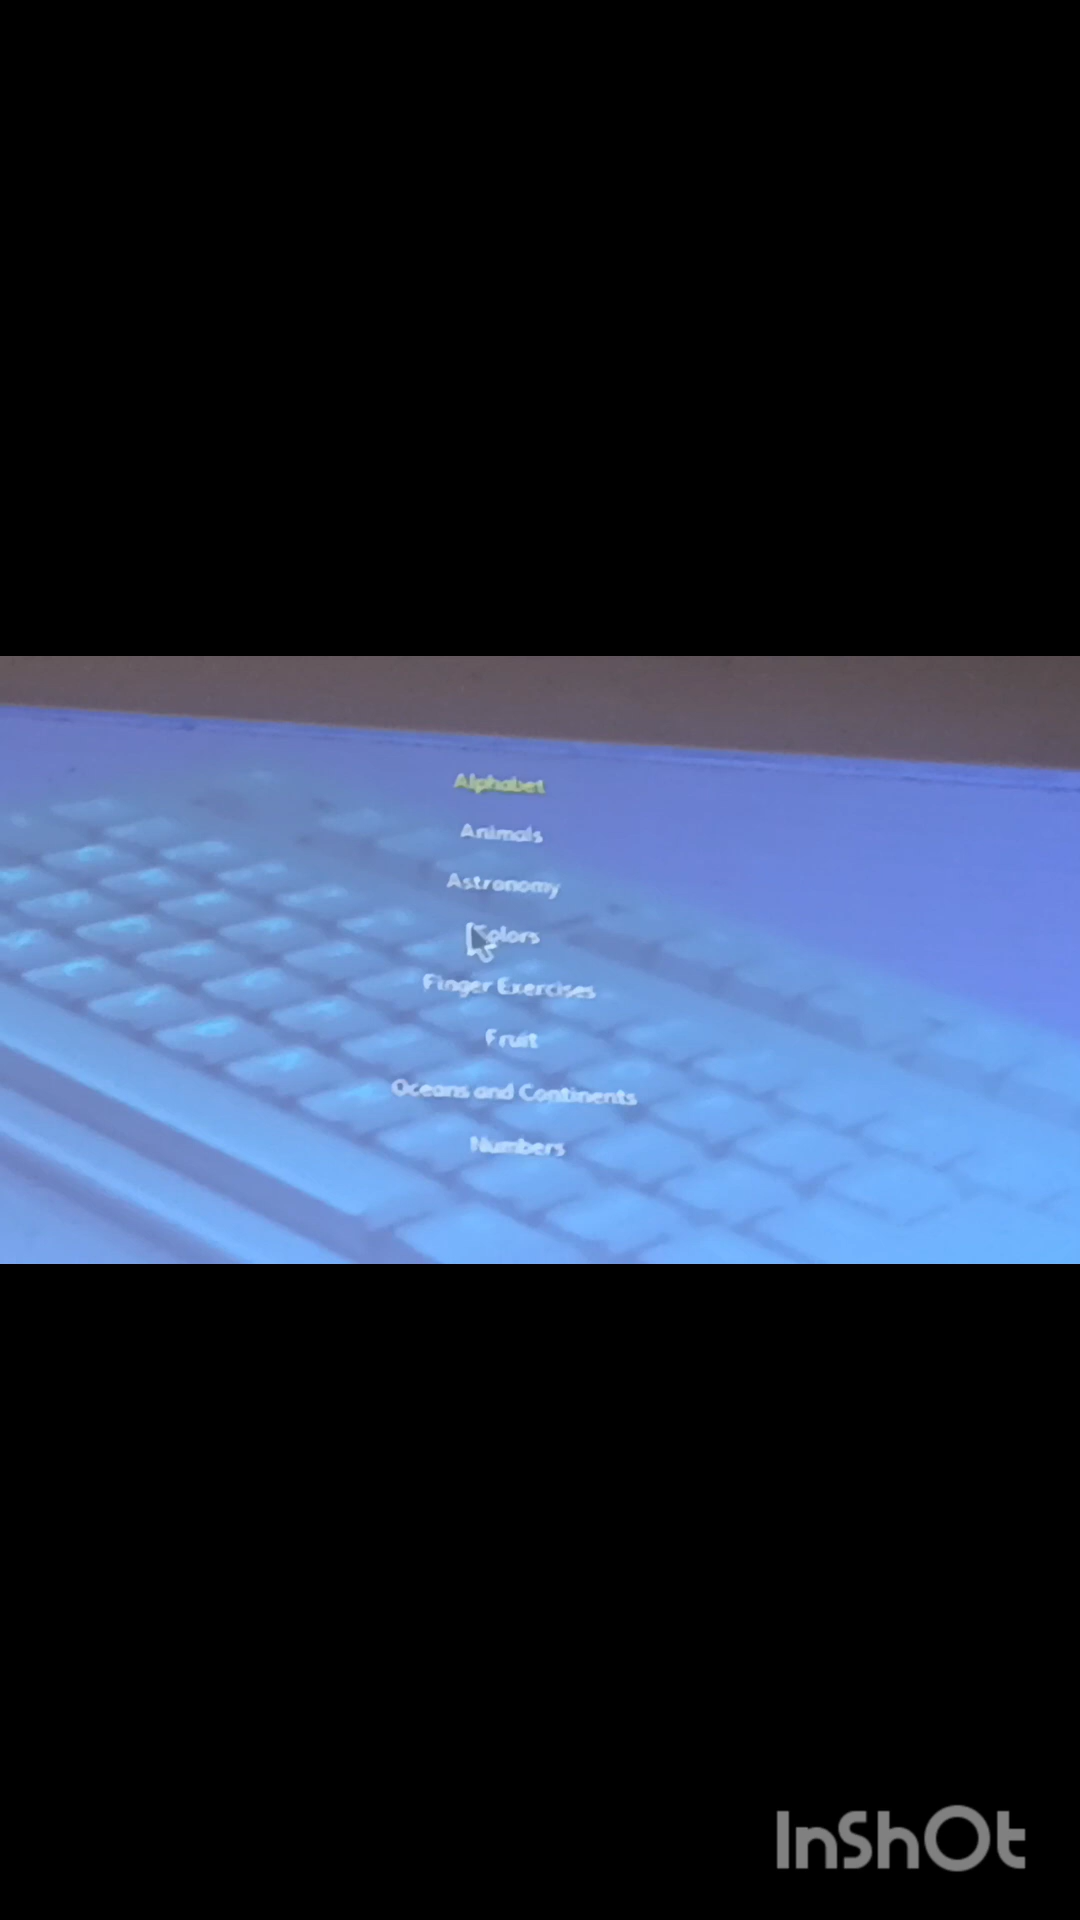 Alphabet
Animals
Astronomy
Colors
Finger Exercises
Fruit
Oceans and Continents
Numbers
InShOt